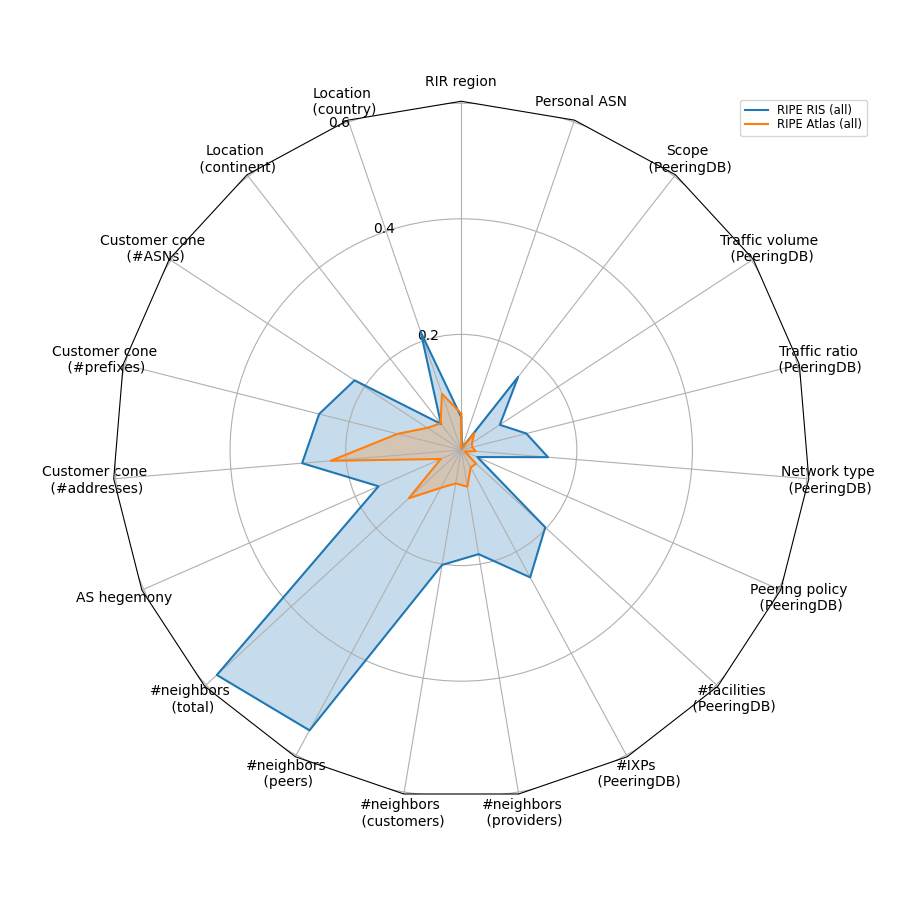 RIR region
Location
(country)
Personal ASN
RIPE RIS (all)
RIPE Atlas (all)
0.6
Location
(continent)
Scope
(PeeringDB)
Customer cone
(#ASNs)
0.4
Traffic volume
(PeeringDB)
Customer cone
(#prefixes)
0.2
Traffic ratio
(PeeringDB)
Customer cone
(#addresses)
Network type
(PeeringDB)
AS hegemony
Peering policy
(PeeringDB)
#neighbors
(total)
#facilities
(PeeringDB)
#neighbors
(peers)
#IXPs
(PeeringDB)
#neighbors
(customers)
#neighbors
(providers)